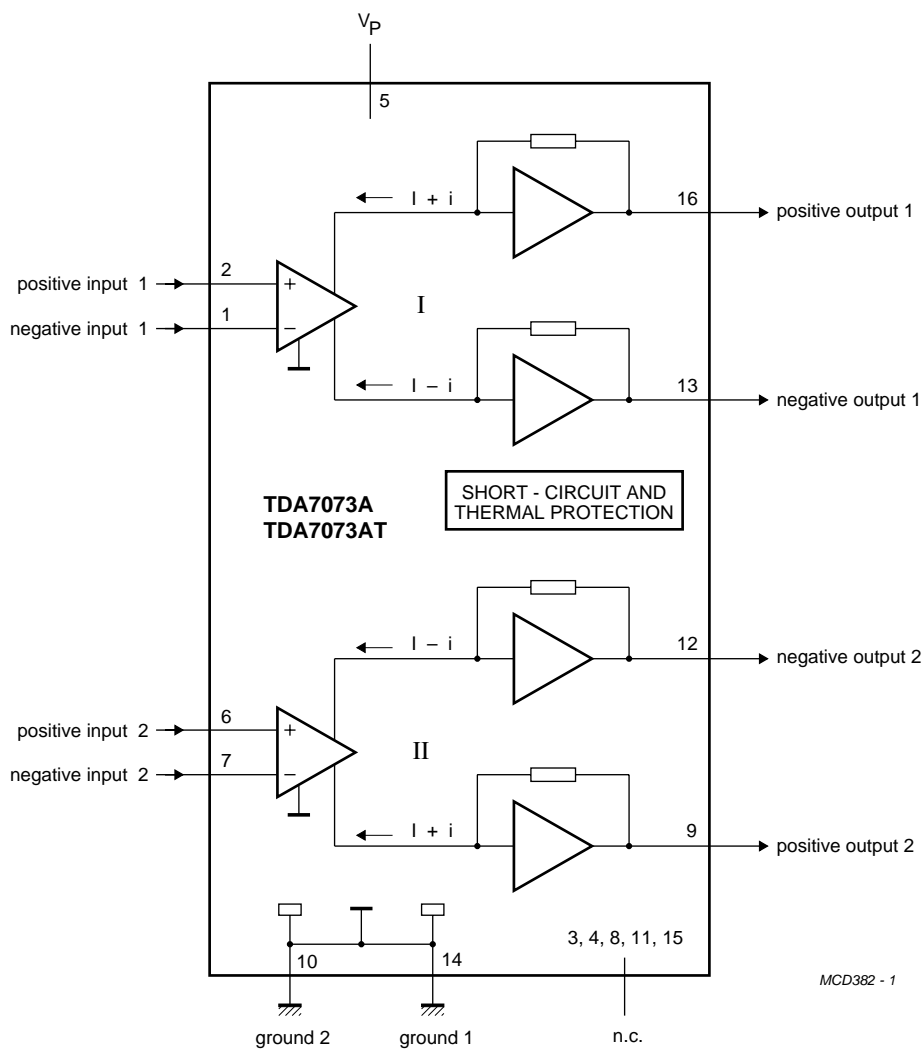 VP
5
I + i
16
positive output 1
positive input 1
2
+
I
negative input 1
1
−
I − i
13
negative output 1
TDA7073A
TDA7073AT
SHORT - CIRCUIT AND
THERMAL PROTECTION
I − i
12
negative output 2
positive input 2
6
+
II
negative input 2
7
−
I + i
9
positive output 2
3, 4, 8, 11, 15
10
14
MCD382 - 1
ground 2
ground 1
n.c.